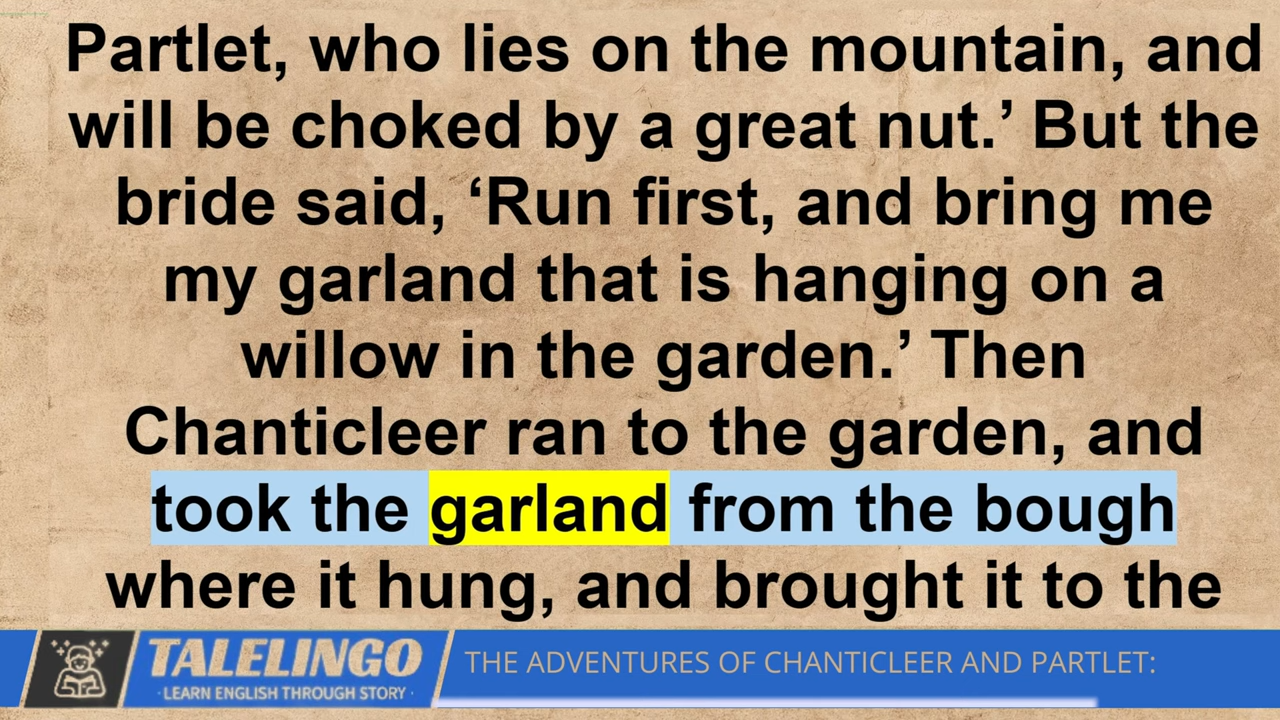 Partlet, who lies on the mountain, and
will be choked by a great nut.’ But the
bride said, ‘Run first, and bring me
my garland that is hanging on a
willow in the garden.’ Then
Chanticleer ran to the garden, and
took the garland from the bough
where it hung, and brought it to the
TALELINGO
· LEARN ENGLISH THROUGH STORY ·
THE ADVENTURES OF CHANTICLEER AND PARTLET: